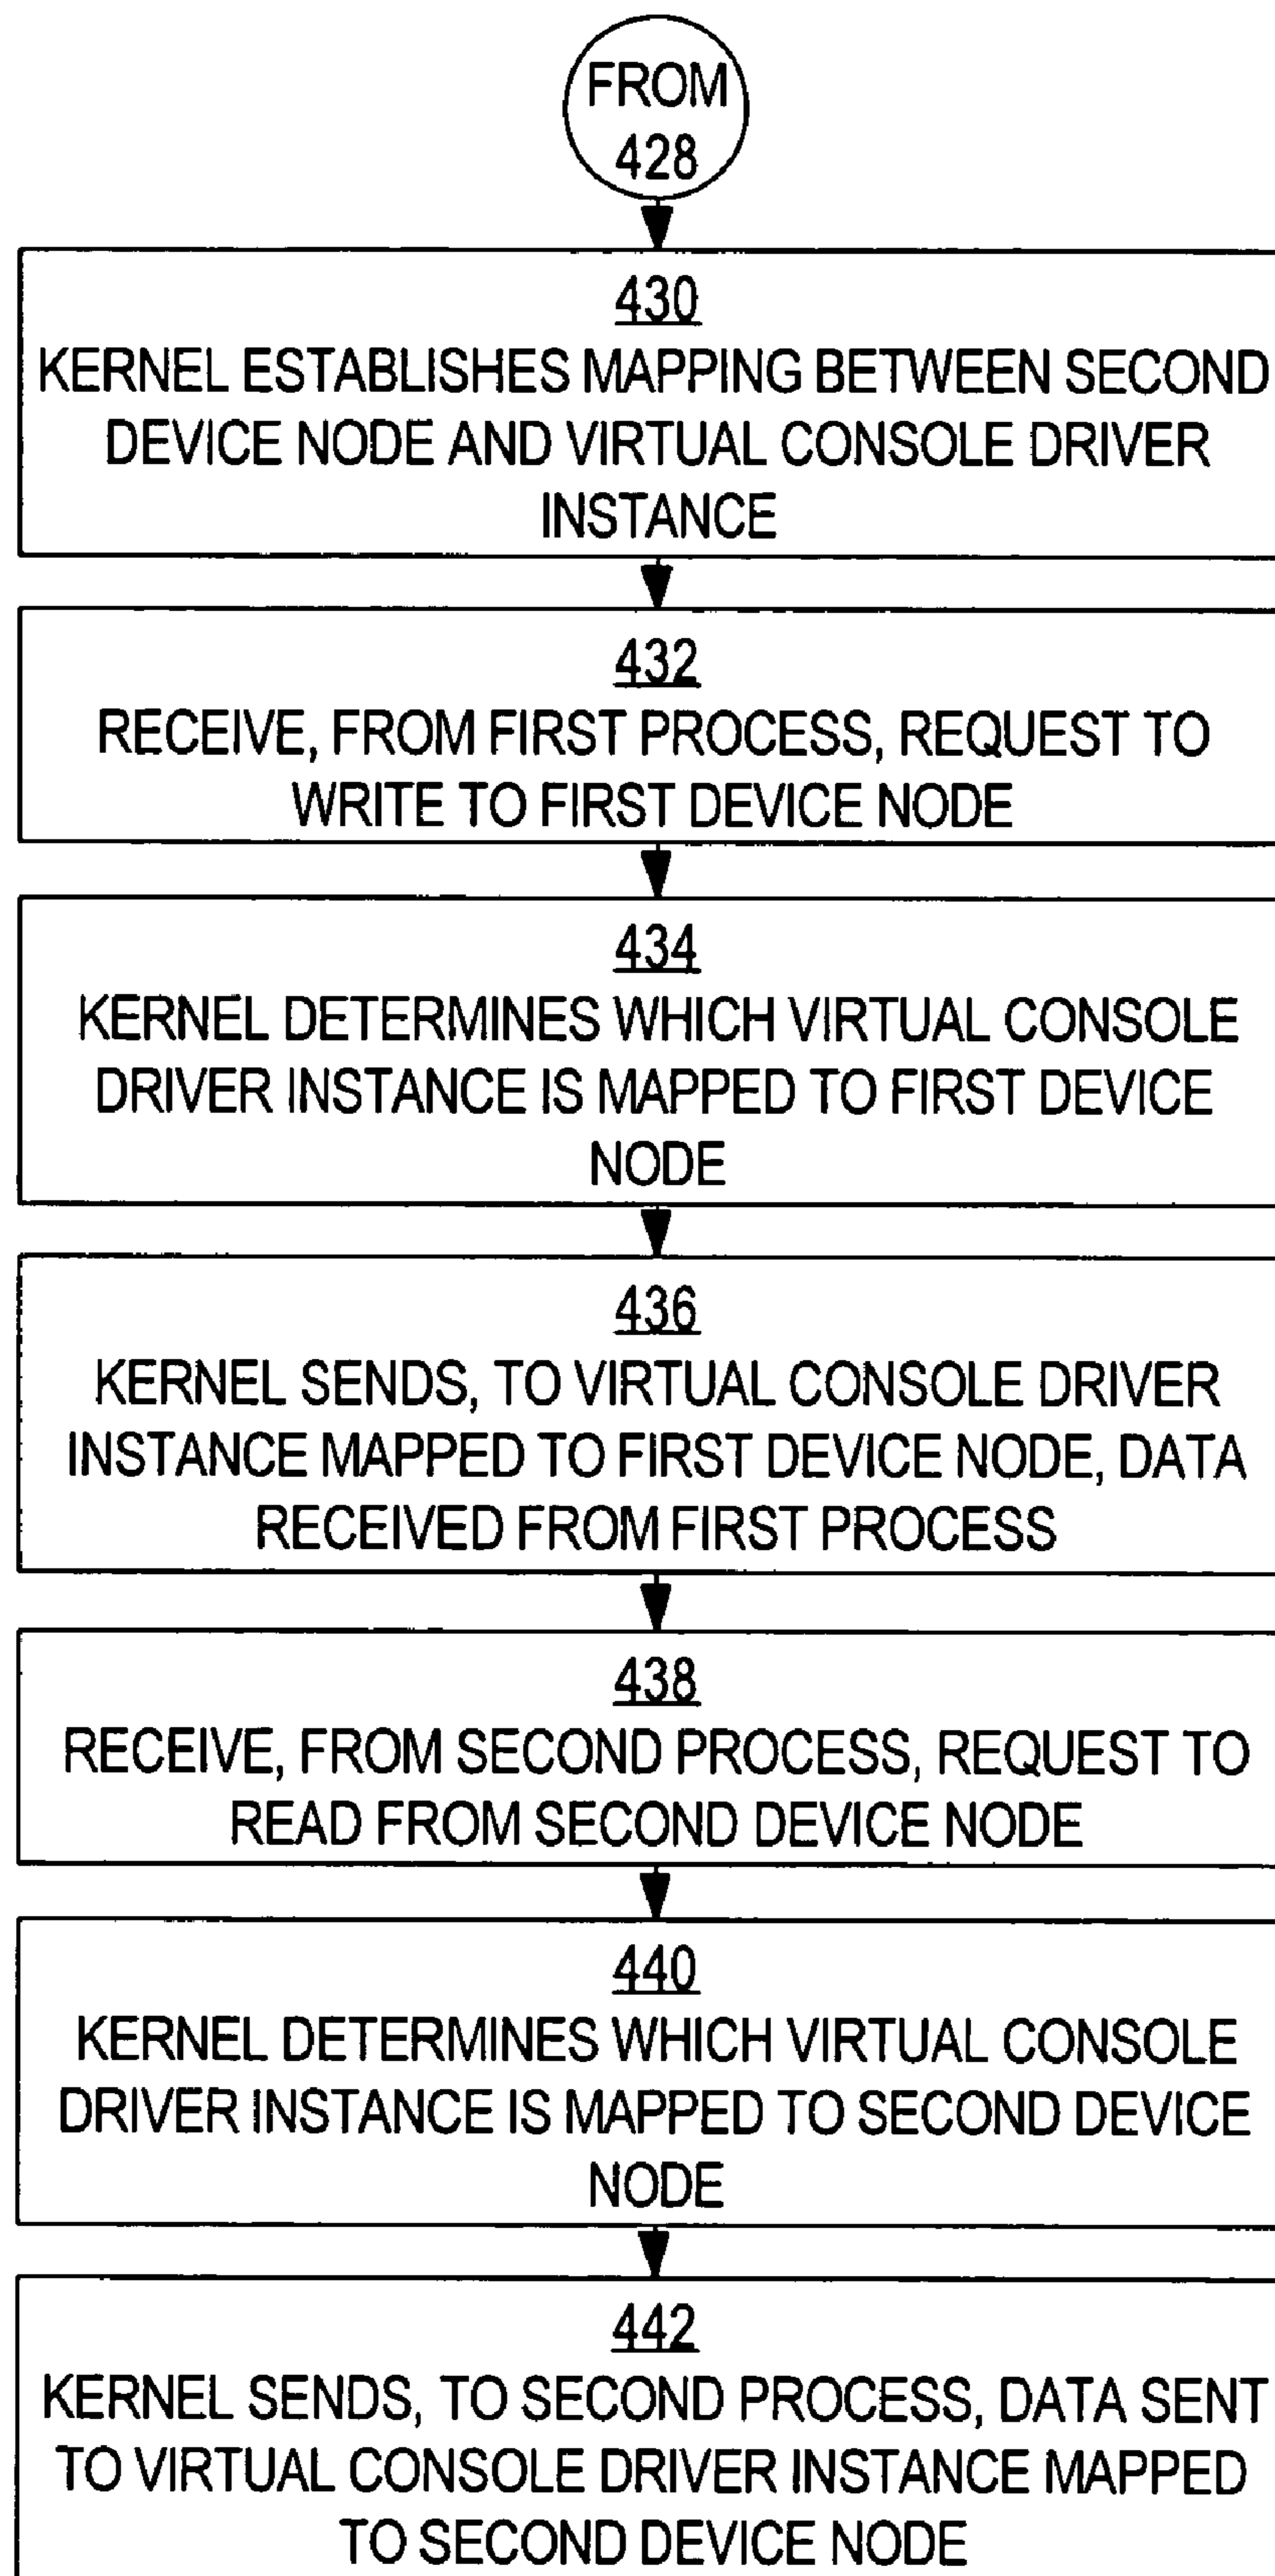 FROM
428
430
KERNEL ESTABLISHES MAPPING BETWEEN SECOND
DEVICE NODE AND VIRTUAL CONSOLE DRIVER
INSTANCE
432
RECEIVE, FROM FIRST PROCESS, REQUEST TO
WRITE TO FIRST DEVICE NODE
434
KERNEL DETERMINES WHICH VIRTUAL CONSOLE
DRIVER INSTANCE IS MAPPED TO FIRST DEVICE
NODE
436
KERNEL SENDS, TO VIRTUAL CONSOLE DRIVER
INSTANCE MAPPED TO FIRST DEVICE NODE, DATA
RECEIVED FROM FIRST PROCESS
438
RECEIVE, FROM SECOND PROCESS, REQUEST TO
READ FROM SECOND DEVICE NODE
440
KERNEL DETERMINES WHICH VIRTUAL CONSOLE
DRIVER INSTANCE IS MAPPED TO SECOND DEVICE
NODE
442
KERNEL SENDS, TO SECOND PROCESS, DATA SENT
TO VIRTUAL CONSOLE DRIVER INSTANCE MAPPED
TO SECOND DEVICE NODE